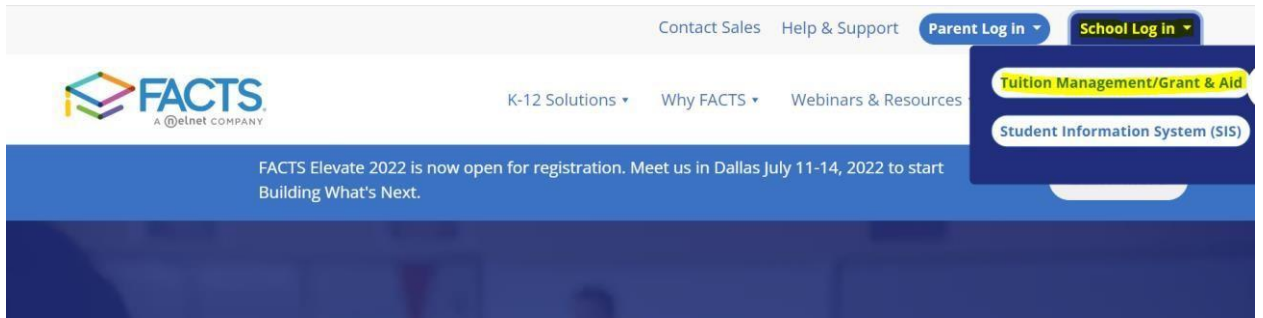 Contact Sales Help & Support Parent Log in School Log in
FACTS
A nelnet COMPANY
K-12 Solutions Why FACTS Webinars & Resources
Tuition Management/Grant & Aid
Student Information System (SIS)
FACTS Elevate 2022 is now open for registration. Meet us in Dallas July 11-14, 2022 to start
Building What's Next.